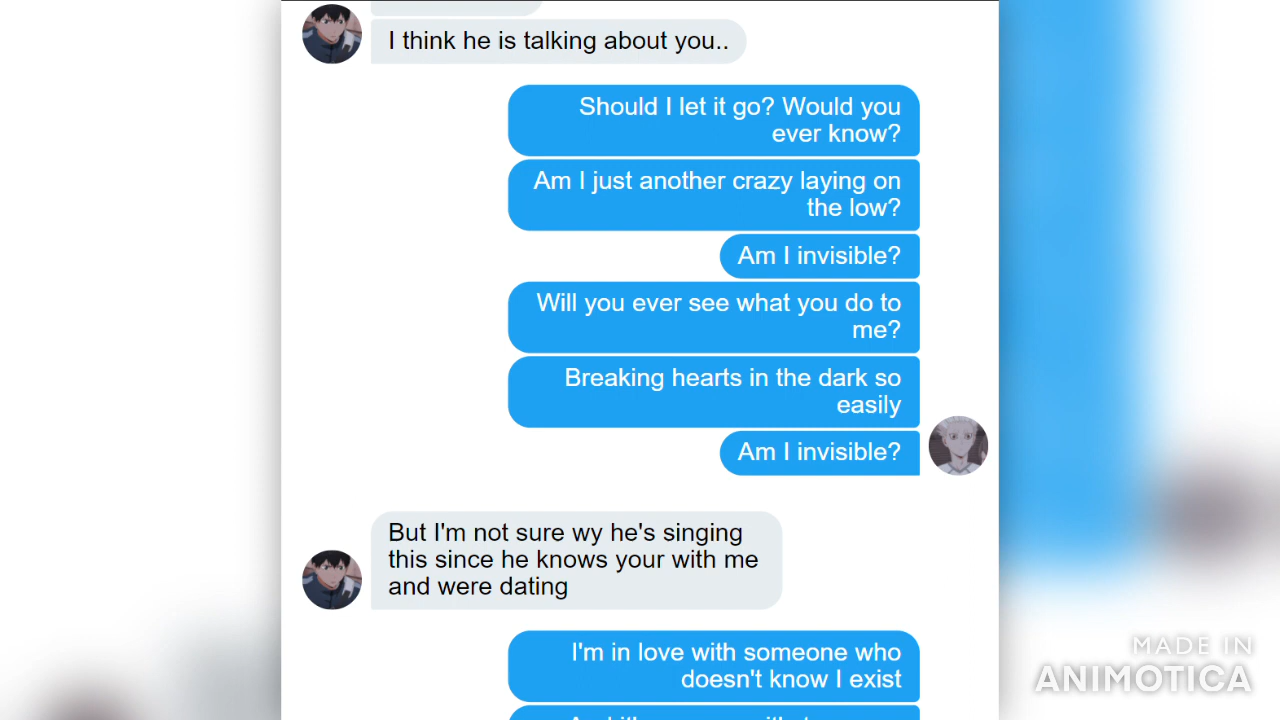 I think he is talking about you..
Should I let it go? Would you
ever know?
Am I just another crazy laying on
the low?
Am I invisible?
Will you ever see what you do to
me?
Breaking hearts in the dark so
easily
Am I invisible?
But I'm not sure wy he's singing
this since he knows your with me
and were dating
I'm in love with someone who
doesn't know I exist
MADE IN
ANIMOTICA